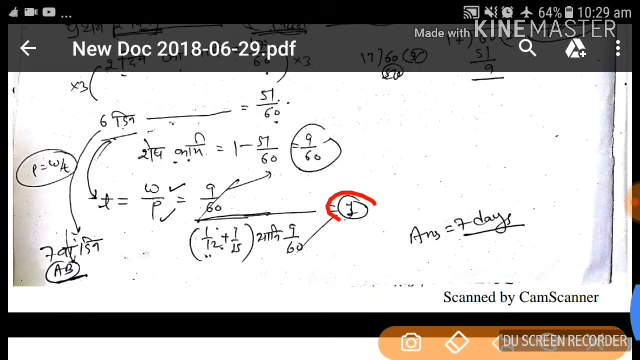 64% 10:29 am
Made with KINEMASTER
New Doc 2018-06-29.pdf
×3 ( 60 ) ×3
17)60(
51
9
6 दिन = 51/60
शेष कार्य = 1 - 51/60 = 9/60
P = W/t
t = W/P = 9/60
(1/12 + 1/15) यानि 9/60 = 1
7वां दिन
AB
Ans = 7 days
Scanned by CamScanner
DU SCREEN RECORDER